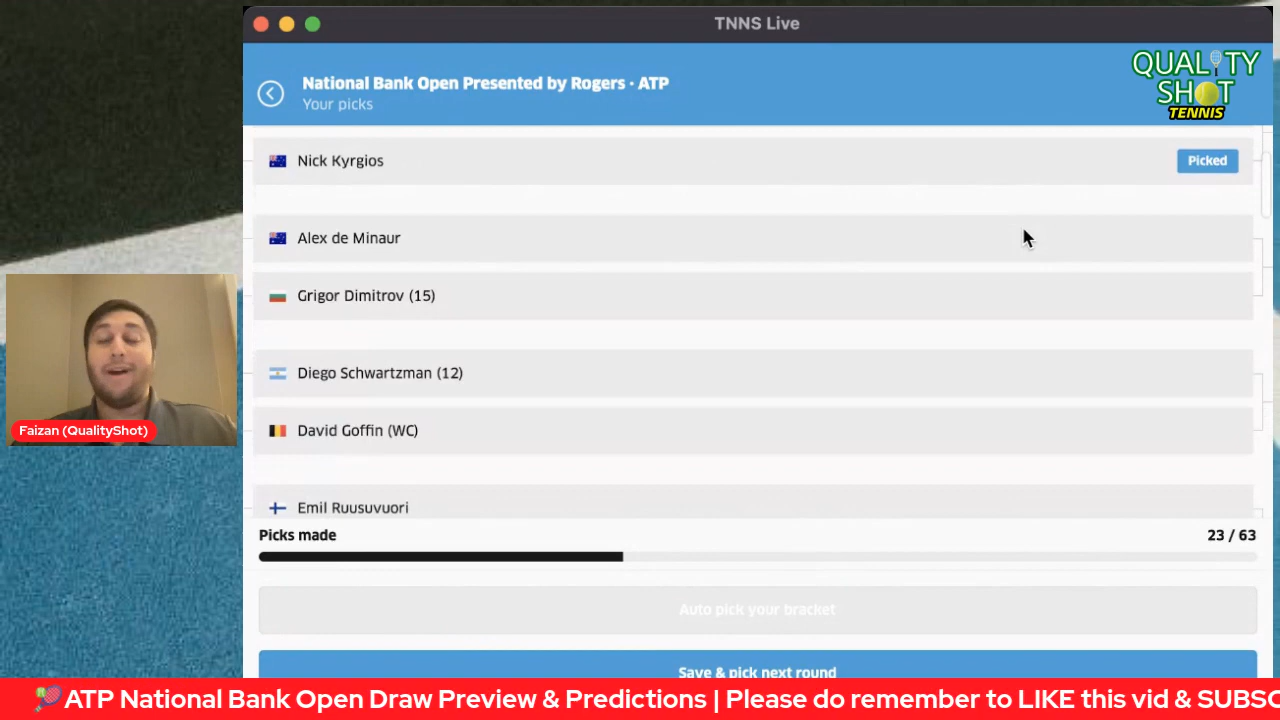 TNNS Live
National Bank Open Presented by Rogers · ATP
Your picks
QUALITY
SHOT
TENNIS
Nick Kyrgios
Picked
Alex de Minaur
Grigor Dimitrov (15)
Diego Schwartzman (12)
David Goffin (WC)
Emil Ruusuvuori
Faizan (QualityShot)
Picks made
23 / 63
Auto pick your bracket
Save & pick next round
ATP National Bank Open Draw Preview & Predictions | Please do remember to LIKE this vid & SUBSC